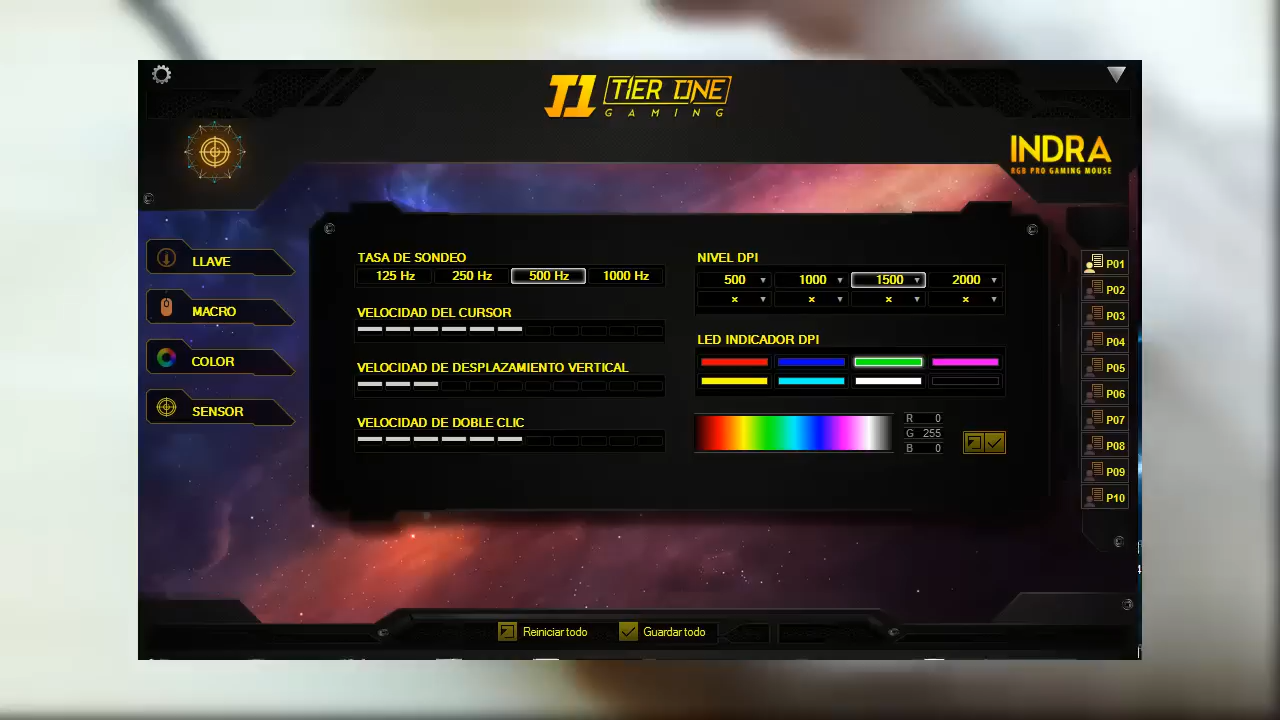 T1 TIER ONE
GAMING
INDRA
RGB PRO GAMING MOUSE
LLAVE
MACRO
COLOR
SENSOR
TASA DE SONDEO
125 Hz 250 Hz 500 Hz 1000 Hz
VELOCIDAD DEL CURSOR
VELOCIDAD DE DESPLAZAMIENTO VERTICAL
VELOCIDAD DE DOBLE CLIC
NIVEL DPI
500 1000 1500 2000
× × × ×
LED INDICADOR DPI
R 0
G 255
B 0
P01
P02
P03
P04
P05
P06
P07
P08
P09
P10
Reiniciar todo Guardar todo